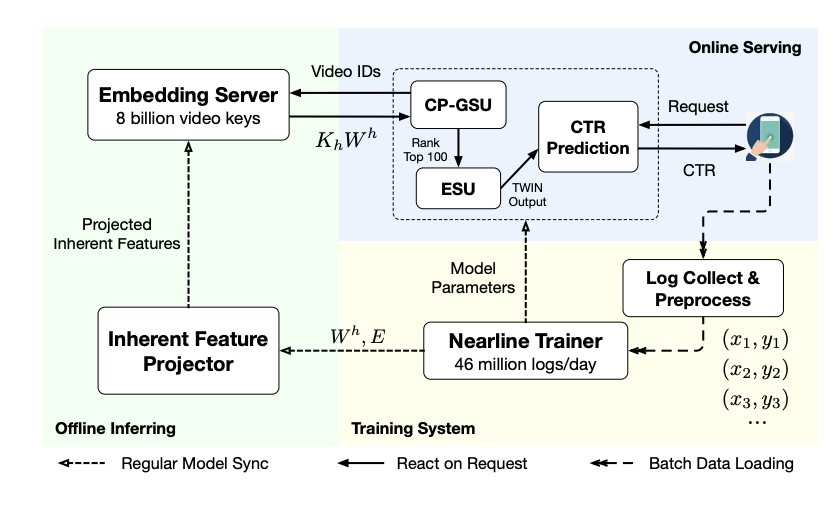 Online Serving
Video IDs
Embedding Server
8 billion video keys
K_h W^h
CP-GSU
Rank
Top 100
ESU
TWIN
Output
CTR
Prediction
Request
CTR
Projected
Inherent Features
Model
Parameters
Log Collect &
Preprocess
Inherent Feature
Projector
W^h, E
Nearline Trainer
46 million logs/day
(x_1, y_1)
(x_2, y_2)
(x_3, y_3)
...
Offline Inferring
Training System
Regular Model Sync
React on Request
Batch Data Loading